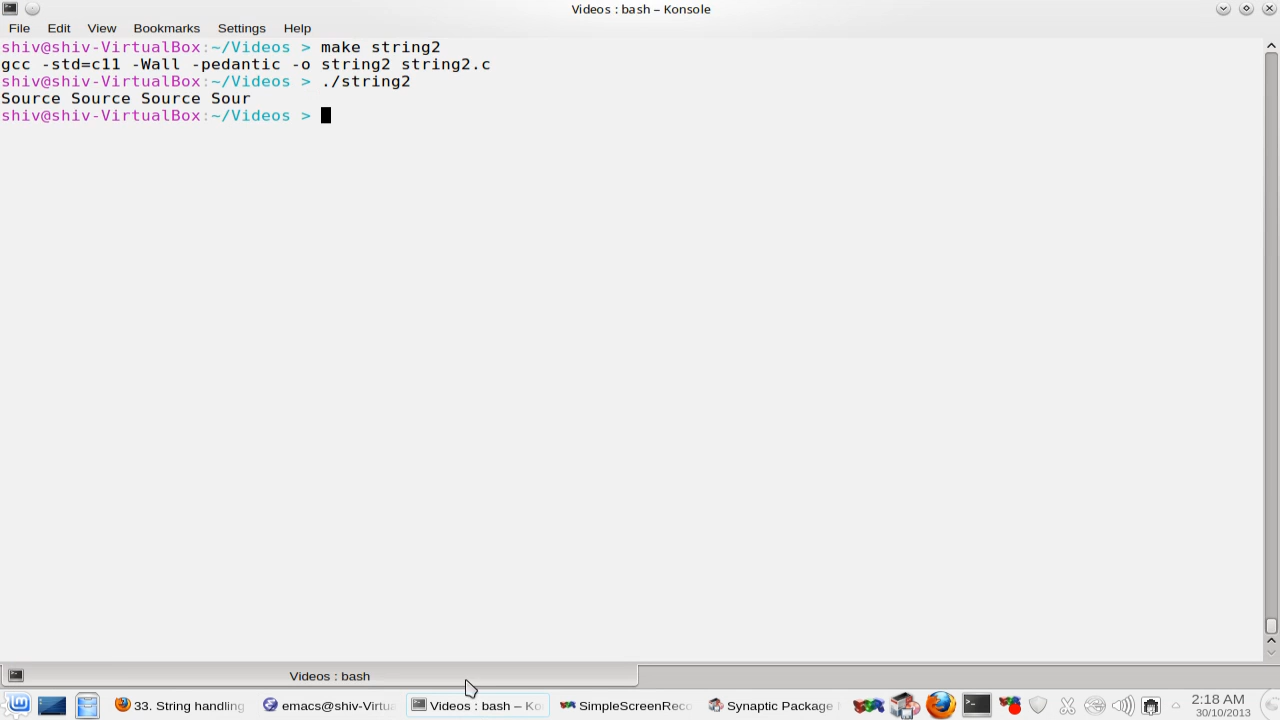 Videos : bash – Konsole
File Edit View Bookmarks Settings Help
shiv@shiv-VirtualBox:~/Videos > make string2
gcc -std=c11 -Wall -pedantic -o string2 string2.c
shiv@shiv-VirtualBox:~/Videos > ./string2
Source Source Source Sour
shiv@shiv-VirtualBox:~/Videos >
Videos : bash
33. String handling emacs@shiv-Virtua Videos : bash – Ko SimpleScreenReco Synaptic Package 2:18 AM
30/10/2013